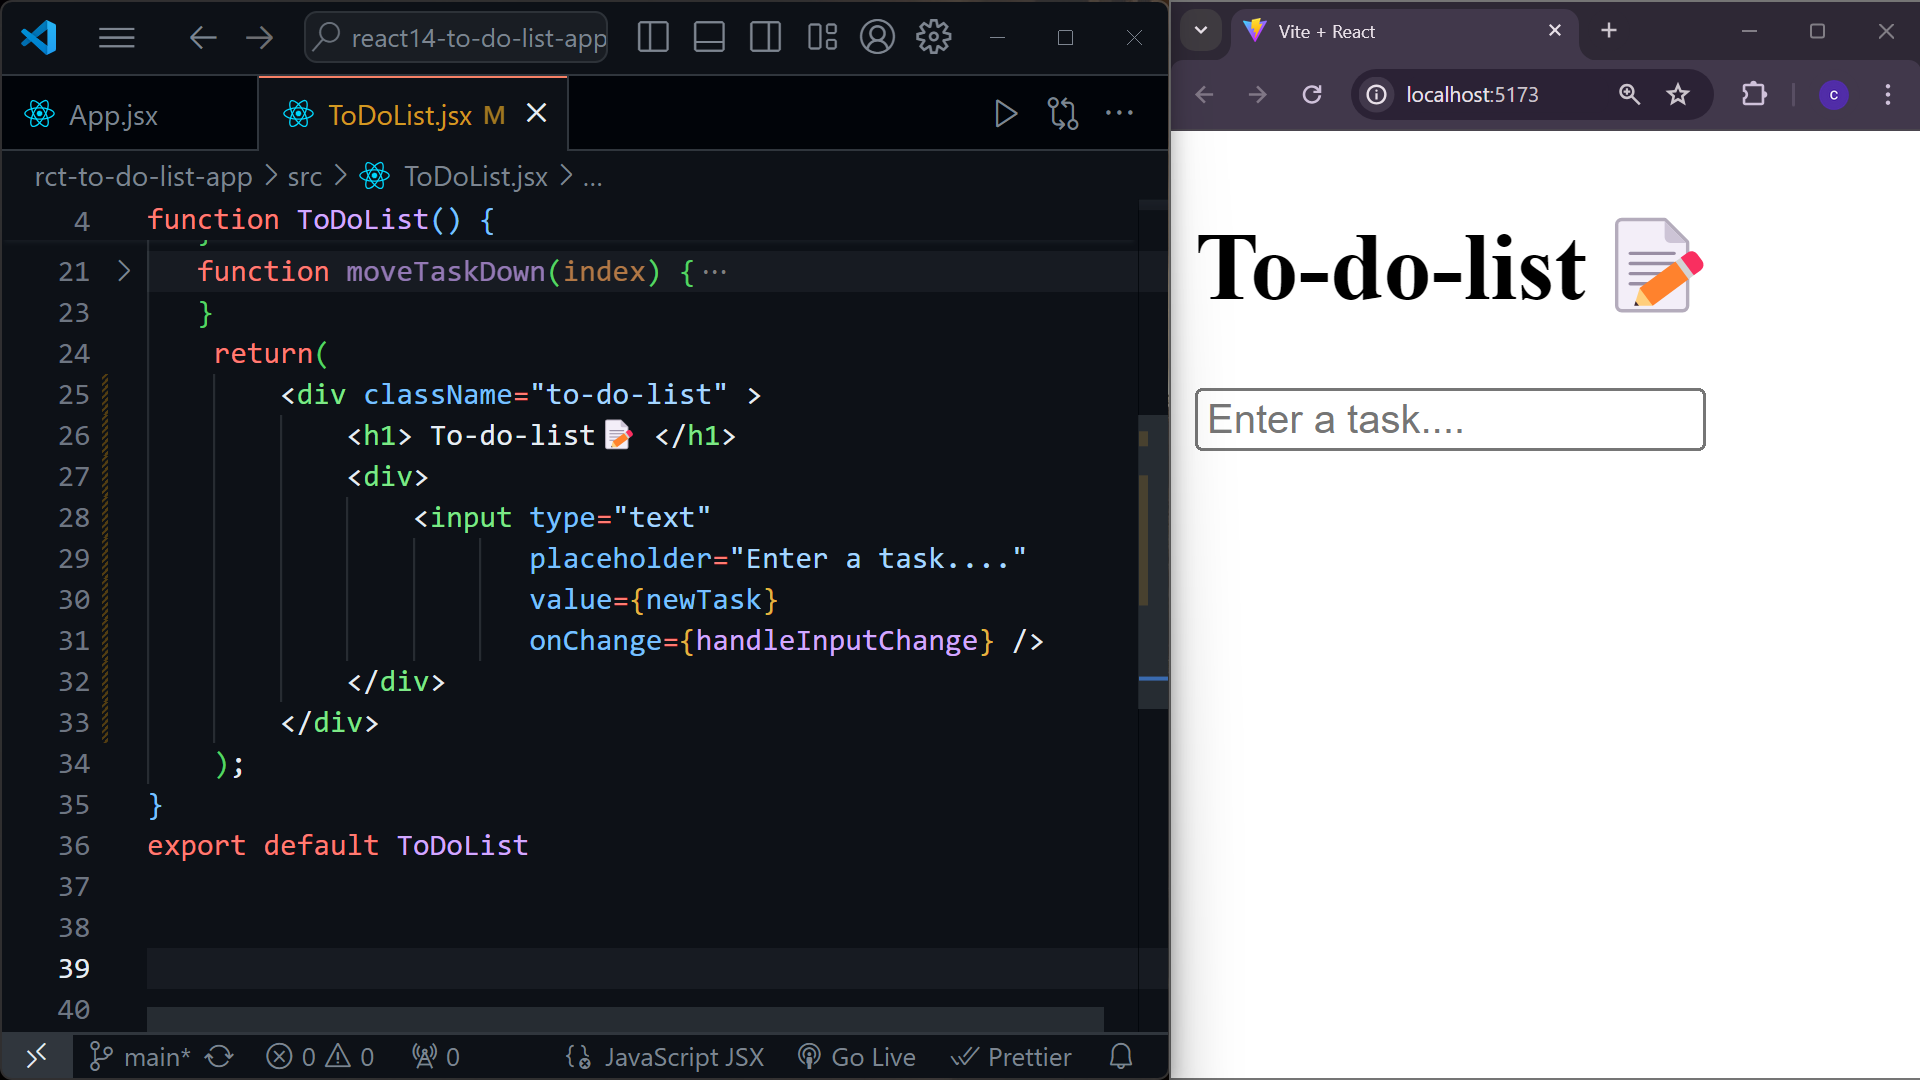 react14-to-do-list-app
App.jsx
ToDoList.jsx M
rct-to-do-list-app > src > ToDoList.jsx > ...
4 function ToDoList() {
21 function moveTaskDown(index) {···
23 }
24 return(
25 <div className="to-do-list" >
26 <h1> To-do-list📝 </h1>
27 <div>
28 <input type="text"
29 placeholder="Enter a task...."
30 value={newTask}
31 onChange={handleInputChange} />
32 </div>
33 </div>
34 );
35 }
36 export default ToDoList
37
38
39
40
main* 0 0 0 JavaScript JSX Go Live Prettier
Vite + React
localhost:5173
c
To-do-list 📝
Enter a task....